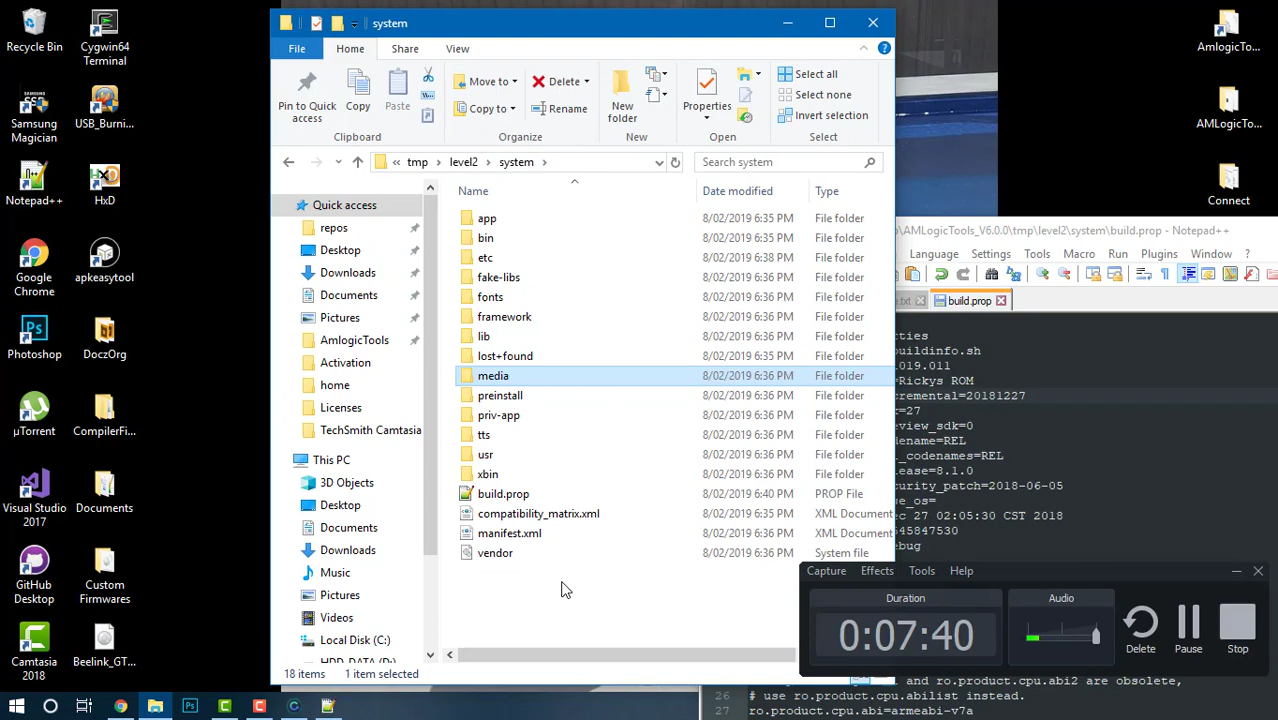 Recycle Bin
Cygwin64
Terminal
Samsung
Magician
USB_Burni...
Notepad++
HxD
Google
Chrome
apkeasytool
Photoshop
DoczOrg
µTorrent
CompilerFi...
Visual Studio
2017
Documents
GitHub
Desktop
Custom
Firmwares
Camtasia
2018
Beelink_GT...
AmlogicTo...
AMLogicTo...
Connect
system
File
Home
Share
View
Pin to Quick
access
Copy
Paste
Clipboard
Move to
Copy to
Delete
Rename
Organize
New
folder
New
Properties
Open
Select all
Select none
Invert selection
Select
tmp
level2
system
Search system
Quick access
repos
Desktop
Downloads
Documents
Pictures
AmlogicTools
Activation
home
Licenses
TechSmith Camtasia
This PC
3D Objects
Desktop
Documents
Downloads
Music
Pictures
Videos
Local Disk (C:)
HDD_DATA (D:)
Name Date modified Type
app 8/02/2019 6:35 PM File folder
bin 8/02/2019 6:35 PM File folder
etc 8/02/2019 6:38 PM File folder
fake-libs 8/02/2019 6:35 PM File folder
fonts 8/02/2019 6:36 PM File folder
framework 8/02/2019 6:36 PM File folder
lib 8/02/2019 6:36 PM File folder
lost+found 8/02/2019 6:35 PM File folder
media 8/02/2019 6:36 PM File folder
preinstall 8/02/2019 6:36 PM File folder
priv-app 8/02/2019 6:36 PM File folder
tts 8/02/2019 6:36 PM File folder
usr 8/02/2019 6:36 PM File folder
xbin 8/02/2019 6:36 PM File folder
build.prop 8/02/2019 6:40 PM PROP File
compatibility_matrix.xml 8/02/2019 6:35 PM XML Document
manifest.xml 8/02/2019 6:36 PM XML Document
vendor 8/02/2019 6:36 PM System file
18 items 1 item selected
\AMLogicTools_V6.0.0\tmp\level2\system\build.prop - Notepad++
Language Settings Tools Macro Run Plugins Window ?
.txt
build.prop
rties
buildinfo.sh
019.011
=Rickys ROM
cremental=20181227
k=27
view_sdk=0
dename=REL
l_codenames=REL
lease=8.1.0
curity_patch=2018-06-05
se_os=
ec 27 02:05:30 CST 2018
545847530
ebug
Capture Effects Tools Help
Duration
0:07:40
Audio
Delete
Pause
Stop
i and ro.product.cpu.abi2 are obsolete,
26 # use ro.product.cpu.abilist instead.
27 ro.product.cpu.abi=armeabi-v7a